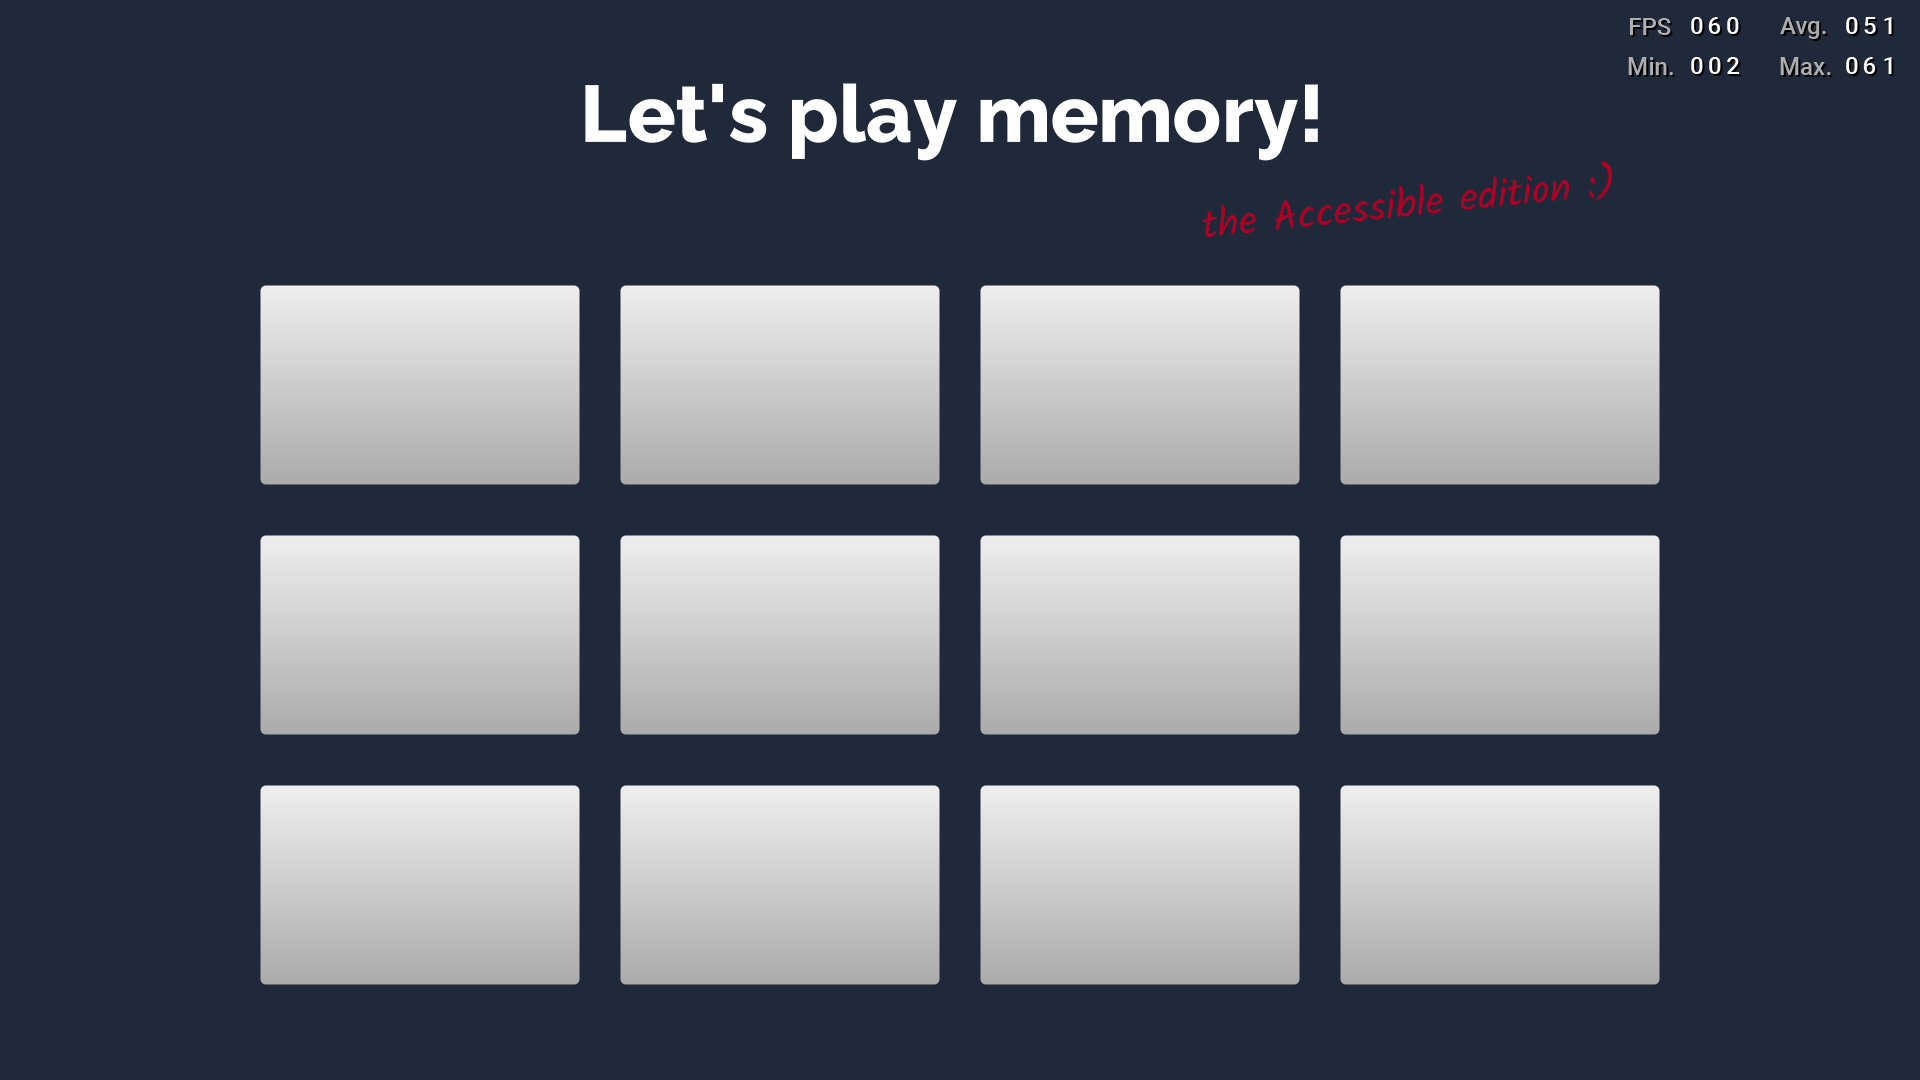 FPS 060 Avg. 051
Min. 002 Max. 061
Let's play memory!
the Accessible edition :)